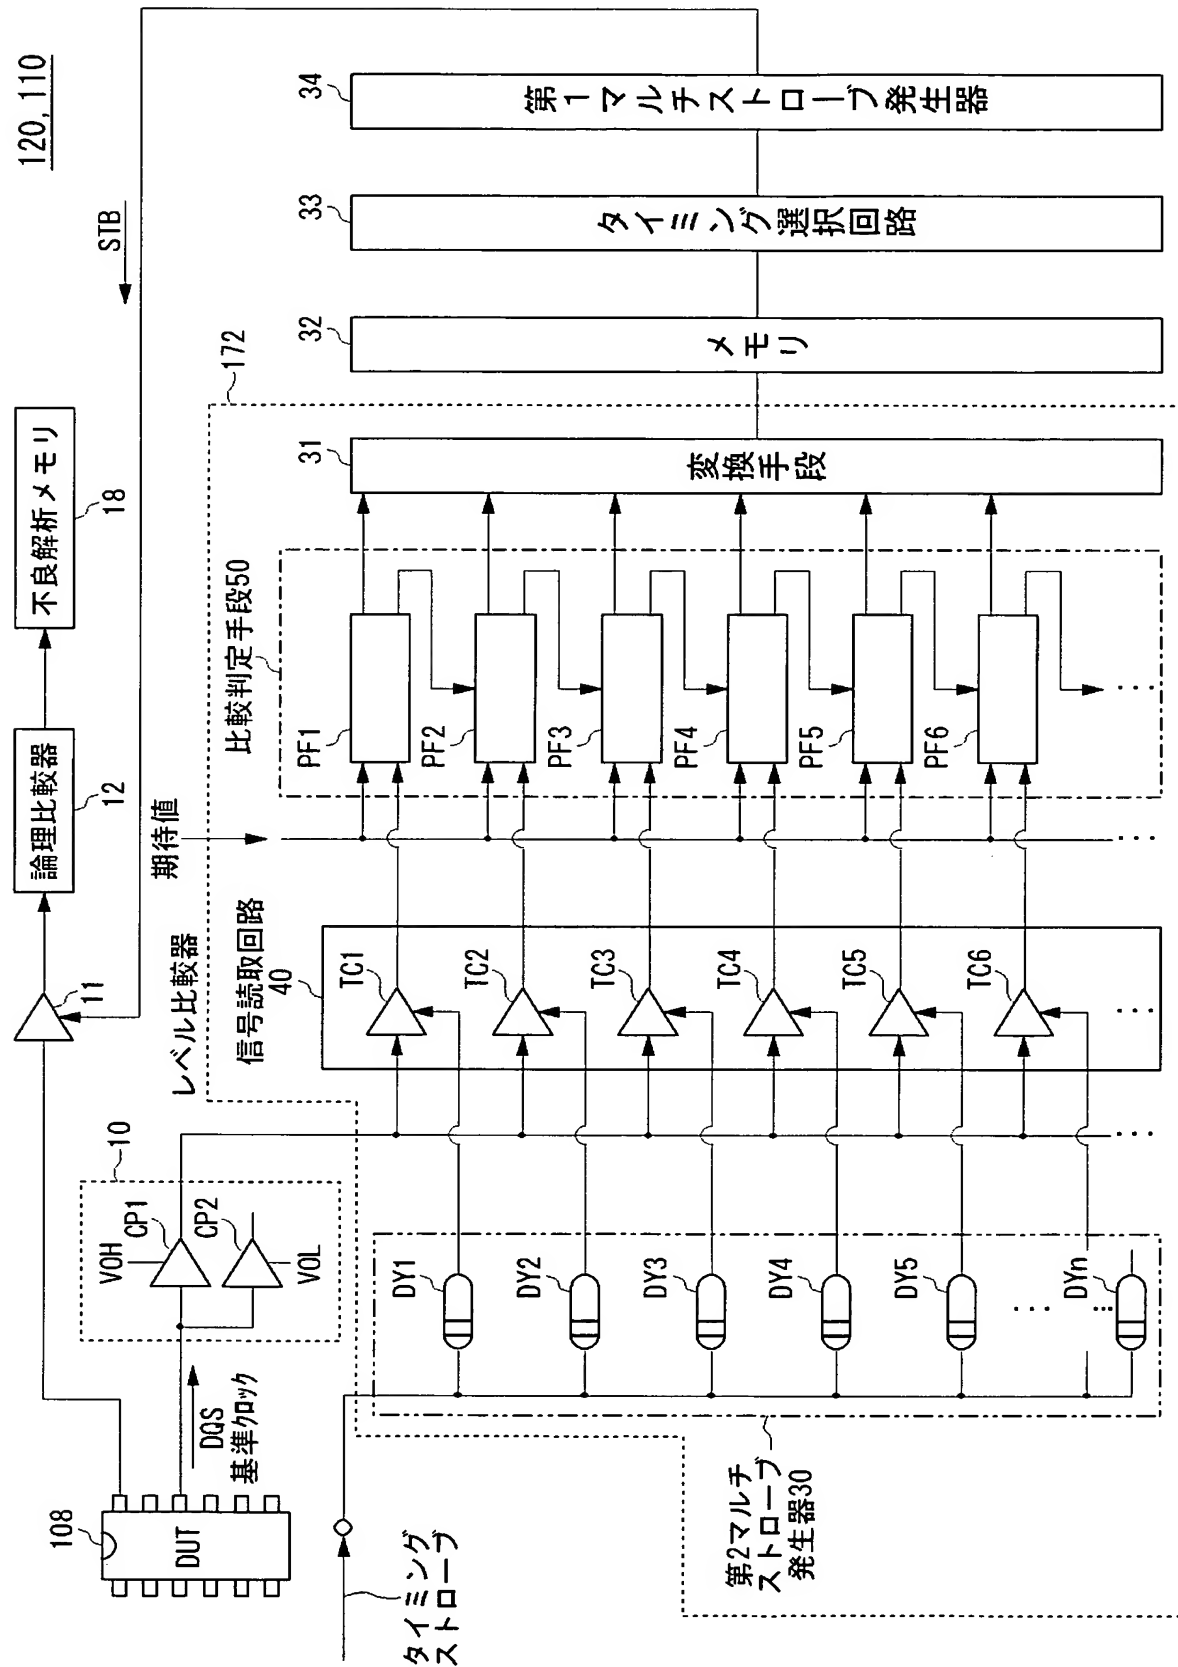 120, 110
108
DUT
DQS
基準クロック
10
VOH
CP1
CP2
VOL
レベル比較器
11
論理比較器
12
不良解析メモリ
18
STB
172
タイミング
ストローブ
第2マルチ
ストローブ
発生器30
DY1
DY2
DY3
DY4
DY5
DYn
信号読取回路
40
TC1
TC2
TC3
TC4
TC5
TC6
期待値
比較判定手段50
PF1
PF2
PF3
PF4
PF5
PF6
31
変換手段
32
メモリ
33
タイミング選択回路
34
第1マルチストローブ発生器